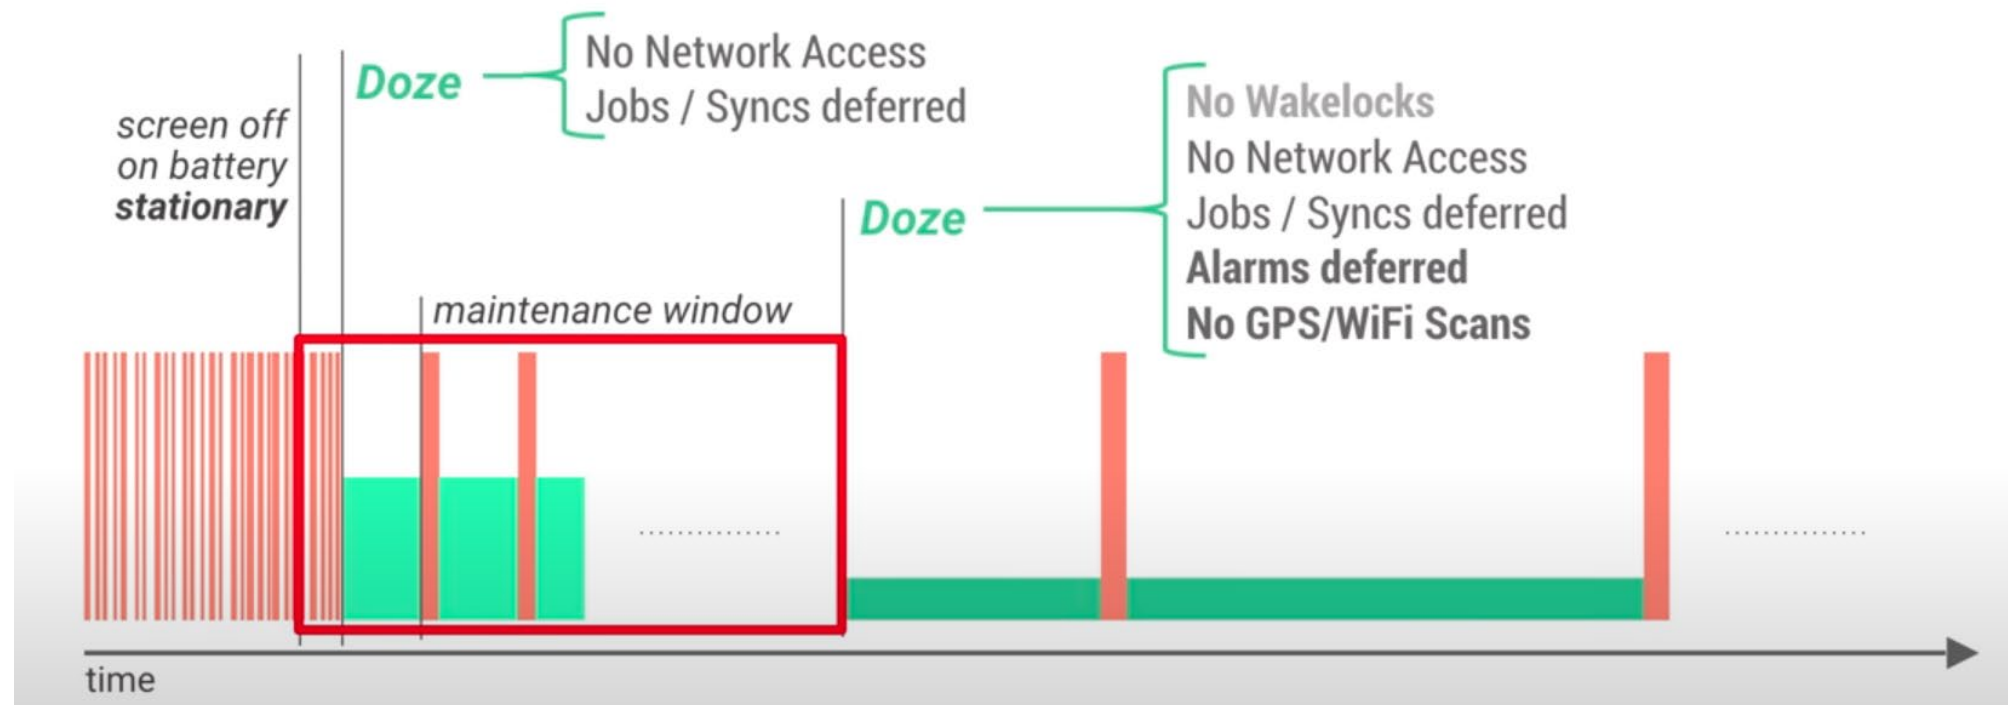 screen off
on battery
stationary
Doze
No Network Access
Jobs / Syncs deferred
maintenance window
Doze
No Wakelocks
No Network Access
Jobs / Syncs deferred
Alarms deferred
No GPS/WiFi Scans
time